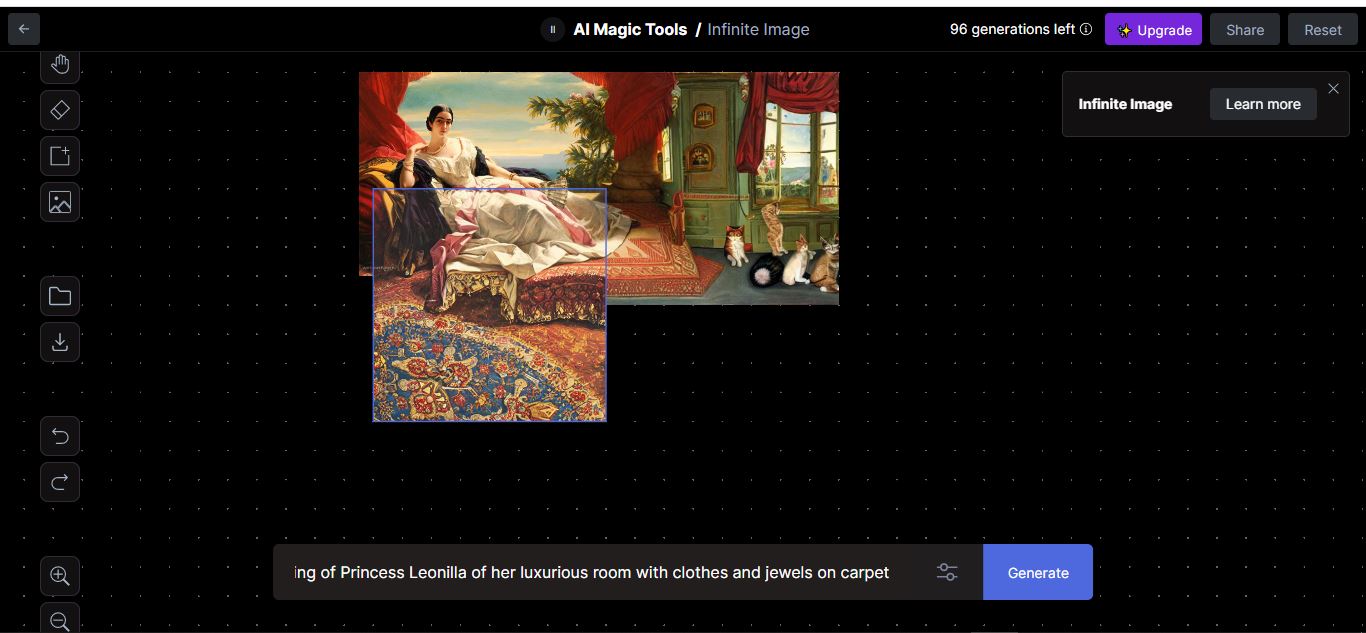 AI Magic Tools / Infinite Image
96 generations left
Upgrade
Share
Reset
Infinite Image
Learn more
ing of Princess Leonilla of her luxurious room with clothes and jewels on carpet
Generate